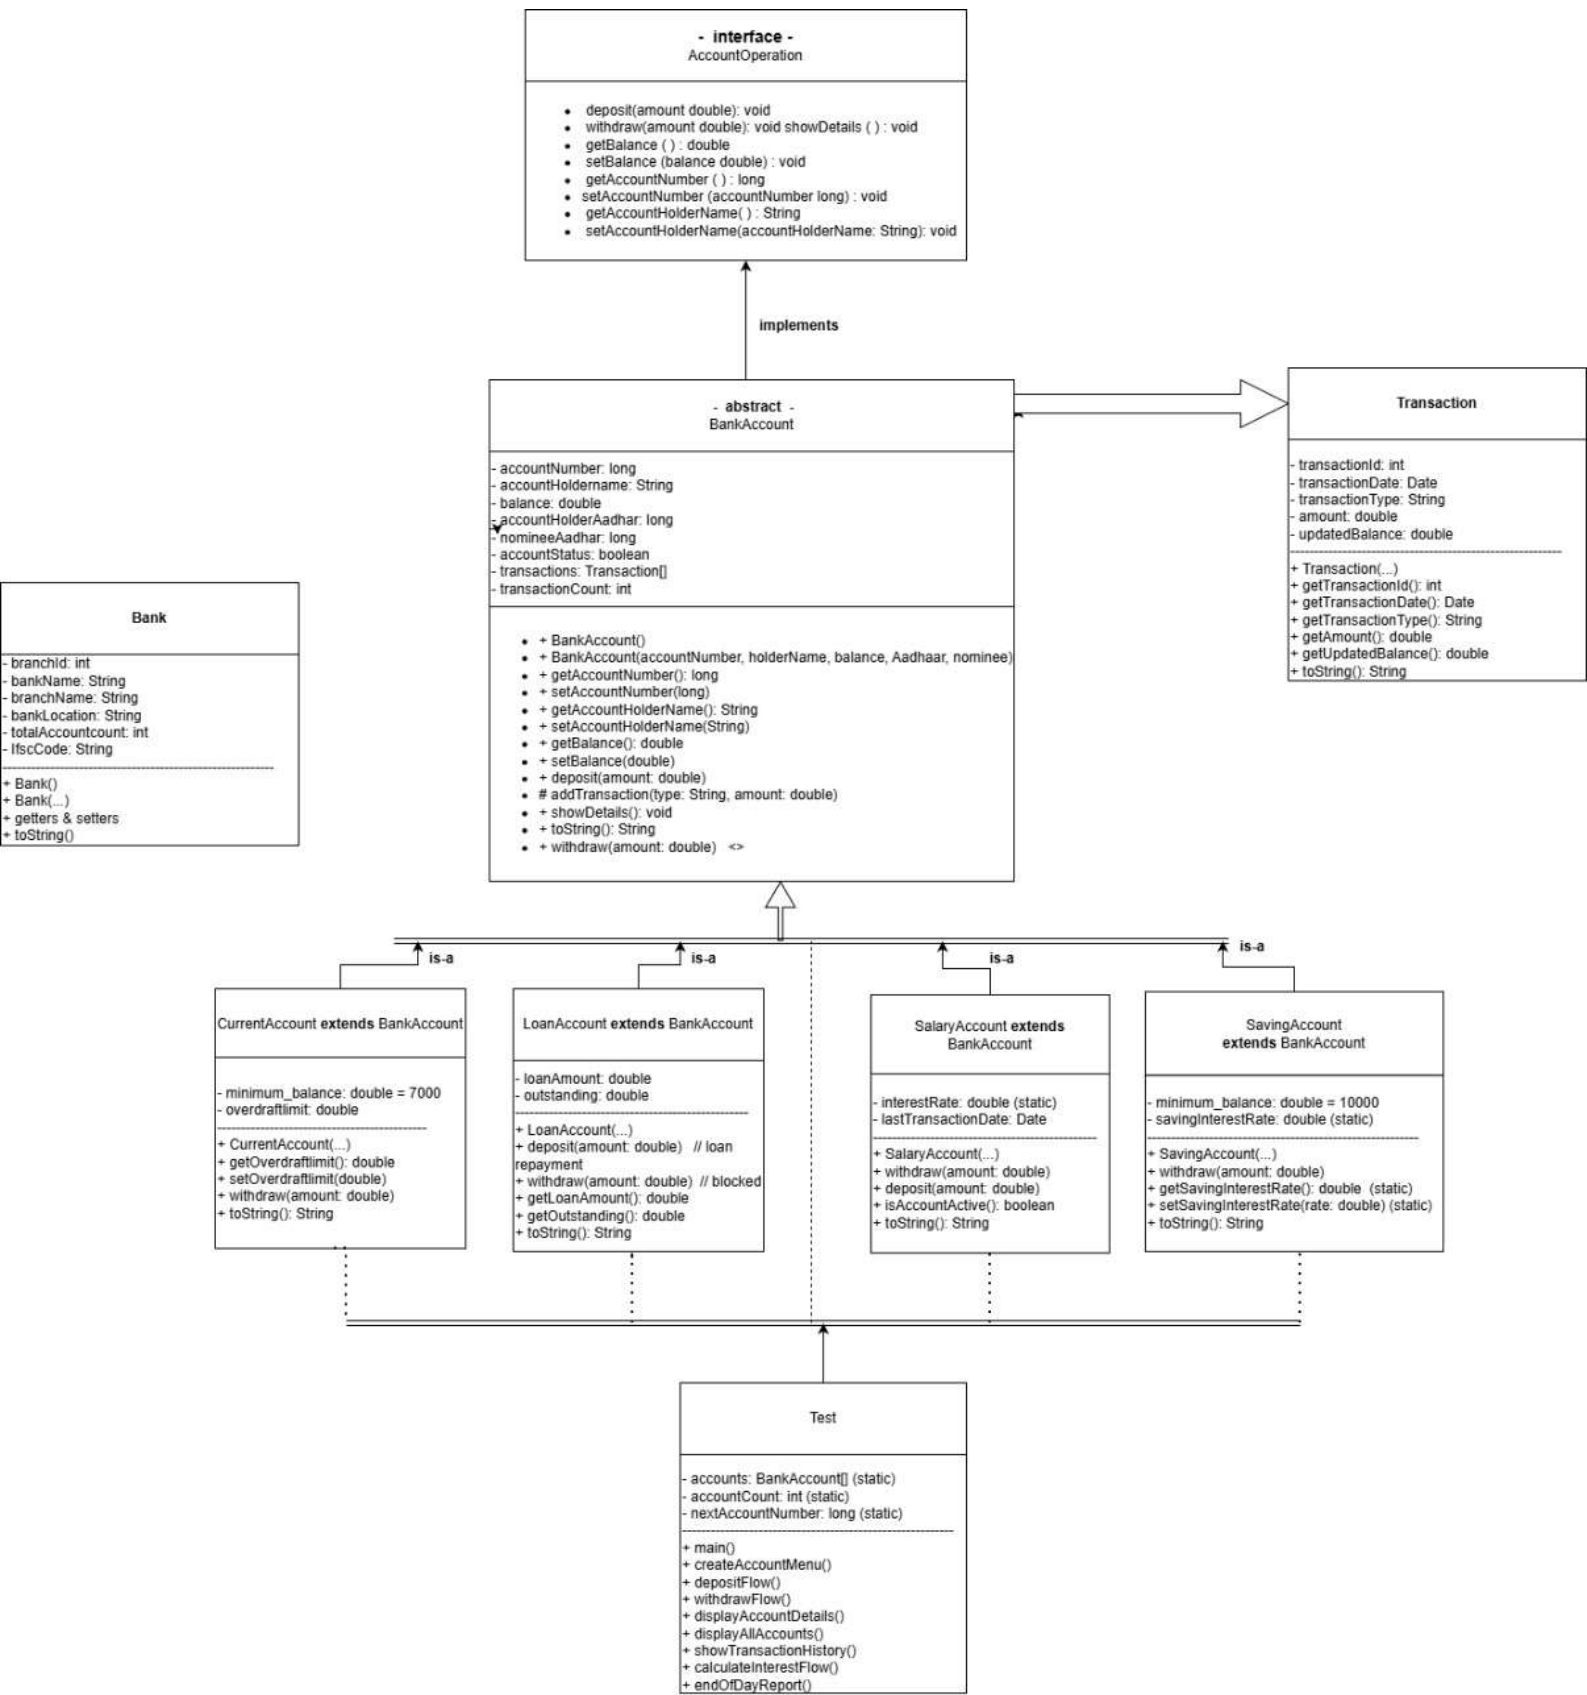 - interface -
AccountOperation
• deposit(amount double): void
• withdraw(amount double): void showDetails ( ) : void
• getBalance ( ) : double
• setBalance (balance double) : void
• getAccountNumber ( ) : long
• setAccountNumber (accountNumber long) : void
• getAccountHolderName( ) : String
• setAccountHolderName(accountHolderName: String): void
implements
- abstract -
BankAccount
- accountNumber: long
- accountHoldername: String
- balance: double
- accountHolderAadhar: long
- nomineeAadhar: long
- accountStatus: boolean
- transactions: Transaction[]
- transactionCount: int
• + BankAccount()
• + BankAccount(accountNumber, holderName, balance, Aadhaar, nominee)
• + getAccountNumber(): long
• + setAccountNumber(long)
• + getAccountHolderName(): String
• + setAccountHolderName(String)
• + getBalance(): double
• + setBalance(double)
• + deposit(amount: double)
• # addTransaction(type: String, amount: double)
• + showDetails(): void
• + toString(): String
• + withdraw(amount: double) <>
Transaction
- transactionId: int
- transactionDate: Date
- transactionType: String
- amount: double
- updatedBalance: double
+ Transaction(...)
+ getTransactionId(): int
+ getTransactionDate(): Date
+ getTransactionType(): String
+ getAmount(): double
+ getUpdatedBalance(): double
+ toString(): String
Bank
- branchId: int
- bankName: String
- branchName: String
- bankLocation: String
- totalAccountcount: int
- IfscCode: String
+ Bank()
+ Bank(...)
+ getters & setters
+ toString()
is-a
is-a
is-a
is-a
CurrentAccount extends BankAccount
- minimum_balance: double = 7000
- overdraftlimit: double
+ CurrentAccount(...)
+ getOverdraftlimit(): double
+ setOverdraftlimit(double)
+ withdraw(amount: double)
+ toString(): String
LoanAccount extends BankAccount
- loanAmount: double
- outstanding: double
+ LoanAccount(...)
+ deposit(amount: double) // loan
repayment
+ withdraw(amount: double) // blocked
+ getLoanAmount(): double
+ getOutstanding(): double
+ toString(): String
SalaryAccount extends
BankAccount
- interestRate: double (static)
- lastTransactionDate: Date
+ SalaryAccount(...)
+ withdraw(amount: double)
+ deposit(amount: double)
+ isAccountActive(): boolean
+ toString(): String
SavingAccount
extends BankAccount
- minimum_balance: double = 10000
- savingInterestRate: double (static)
+ SavingAccount(...)
+ withdraw(amount: double)
+ getSavingInterestRate(): double (static)
+ setSavingInterestRate(rate: double) (static)
+ toString(): String
Test
- accounts: BankAccount[] (static)
- accountCount: int (static)
- nextAccountNumber: long (static)
+ main()
+ createAccountMenu()
+ depositFlow()
+ withdrawFlow()
+ displayAccountDetails()
+ displayAllAccounts()
+ showTransactionHistory()
+ calculateInterestFlow()
+ endOfDayReport()